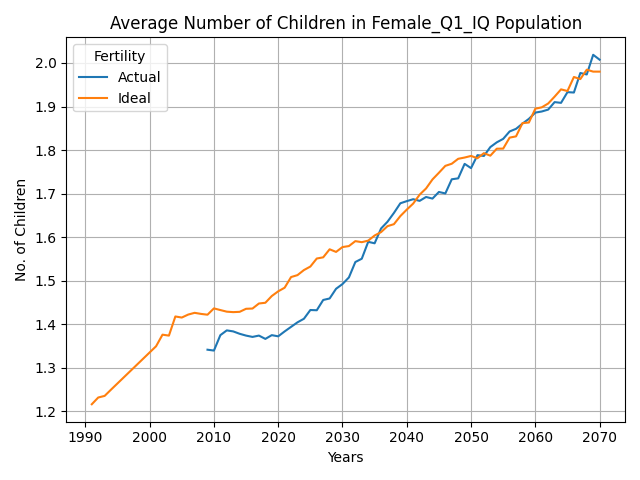 Average Number of Children in Female_Q1_IQ Population
Fertility
Actual
Ideal
No. of Children
2.0
1.9
1.8
1.7
1.6
1.5
1.4
1.3
1.2
1990 2000 2010 2020 2030 2040 2050 2060 2070
Years